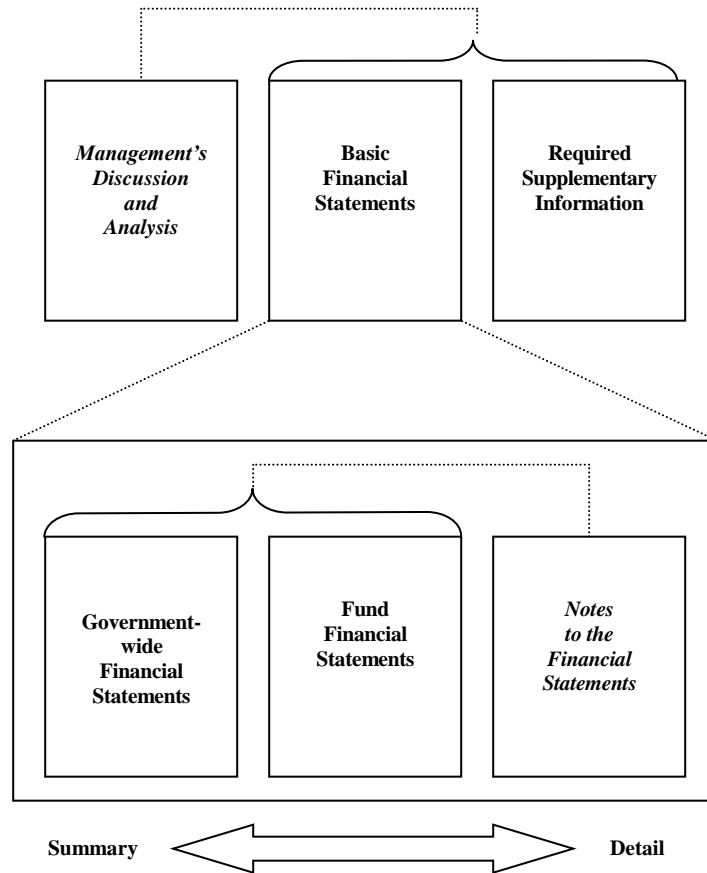 Management’s
Discussion
and
Analysis
Basic
Financial
Statements
Required
Supplementary
Information
Government-
wide
Financial
Statements
Fund
Financial
Statements
Notes
to the
Financial
Statements
Summary
Detail